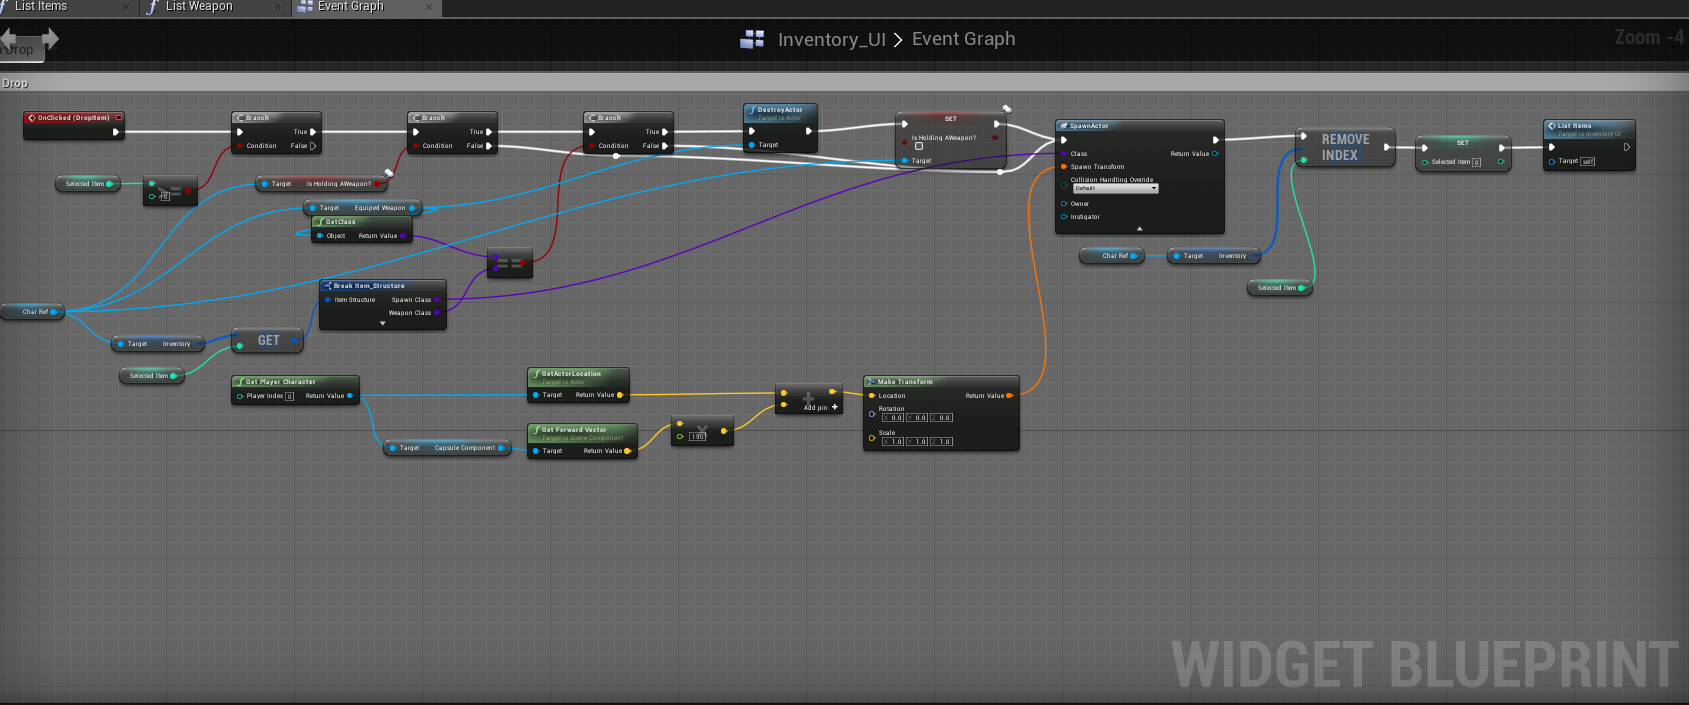 List Items
List Weapon
Event Graph
Drop
Inventory_UI
Event Graph
Zoom -4
Drop
OnClicked (DropItem)
Branch
True
Condition
False
Branch
True
Condition
False
Branch
True
Condition
False
DestroyActor
Target is Actor
Target
SET
Is Holding AWeapon?
Target
SpawnActor
Class
Return Value
Spawn Transform
Collision Handling Override
Default
Owner
Instigator
REMOVE
INDEX
SET
Selected Item 0
List Items
Target is Inventory UI
Target self
Selected Item
0
Target
Is Holding AWeapon?
Target
Equiped Weapon
GetClass
Object
Return Value
==
Char Ref
Target
Inventory
Selected Item
Break Item_Structure
Item Structure
Spawn Class
Weapon Class
Char Ref
Target
Inventory
GET
Selected Item
Get Player Character
Player Index 0
Return Value
GetActorLocation
Target is Actor
Target
Return Value
Target
Capsule Component
Get Forward Vector
Target is Scene Component
Target
Return Value
Add pin +
Make Transform
Location
Return Value
Rotation
X 0.0 Y 0.0 Z 0.0
Scale
X 1.0 Y 1.0 Z 1.0
WIDGET BLUEPRINT